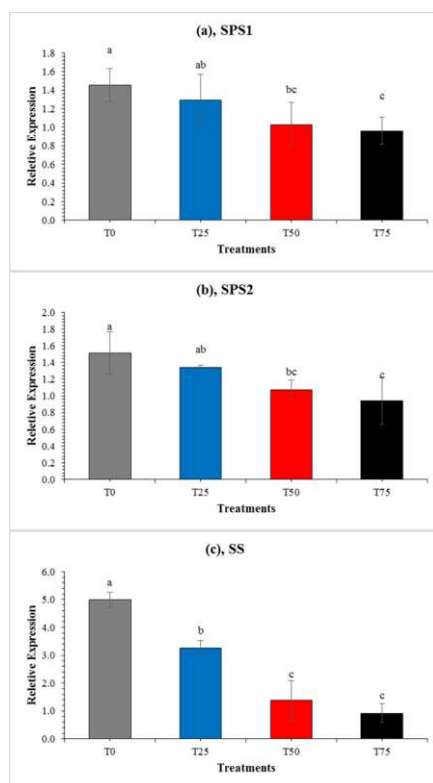 (a), SPS1
1.8
1.6
1.4
1.2
1.0
0.8
0.6
0.4
0.2
0.0
Reletive Expression
a
ab
bc
c
T0 T25 T50 T75
Treatments
(b), SPS2
2.0
1.8
1.6
1.4
1.2
1.0
0.8
0.6
0.4
0.2
0.0
Reletive Expression
a
ab
bc
c
T0 T25 T50 T75
Treatments
(c), SS
6.0
5.0
4.0
3.0
2.0
1.0
0.0
Reletive Expression
a
b
c
c
T0 T25 T50 T75
Treatments